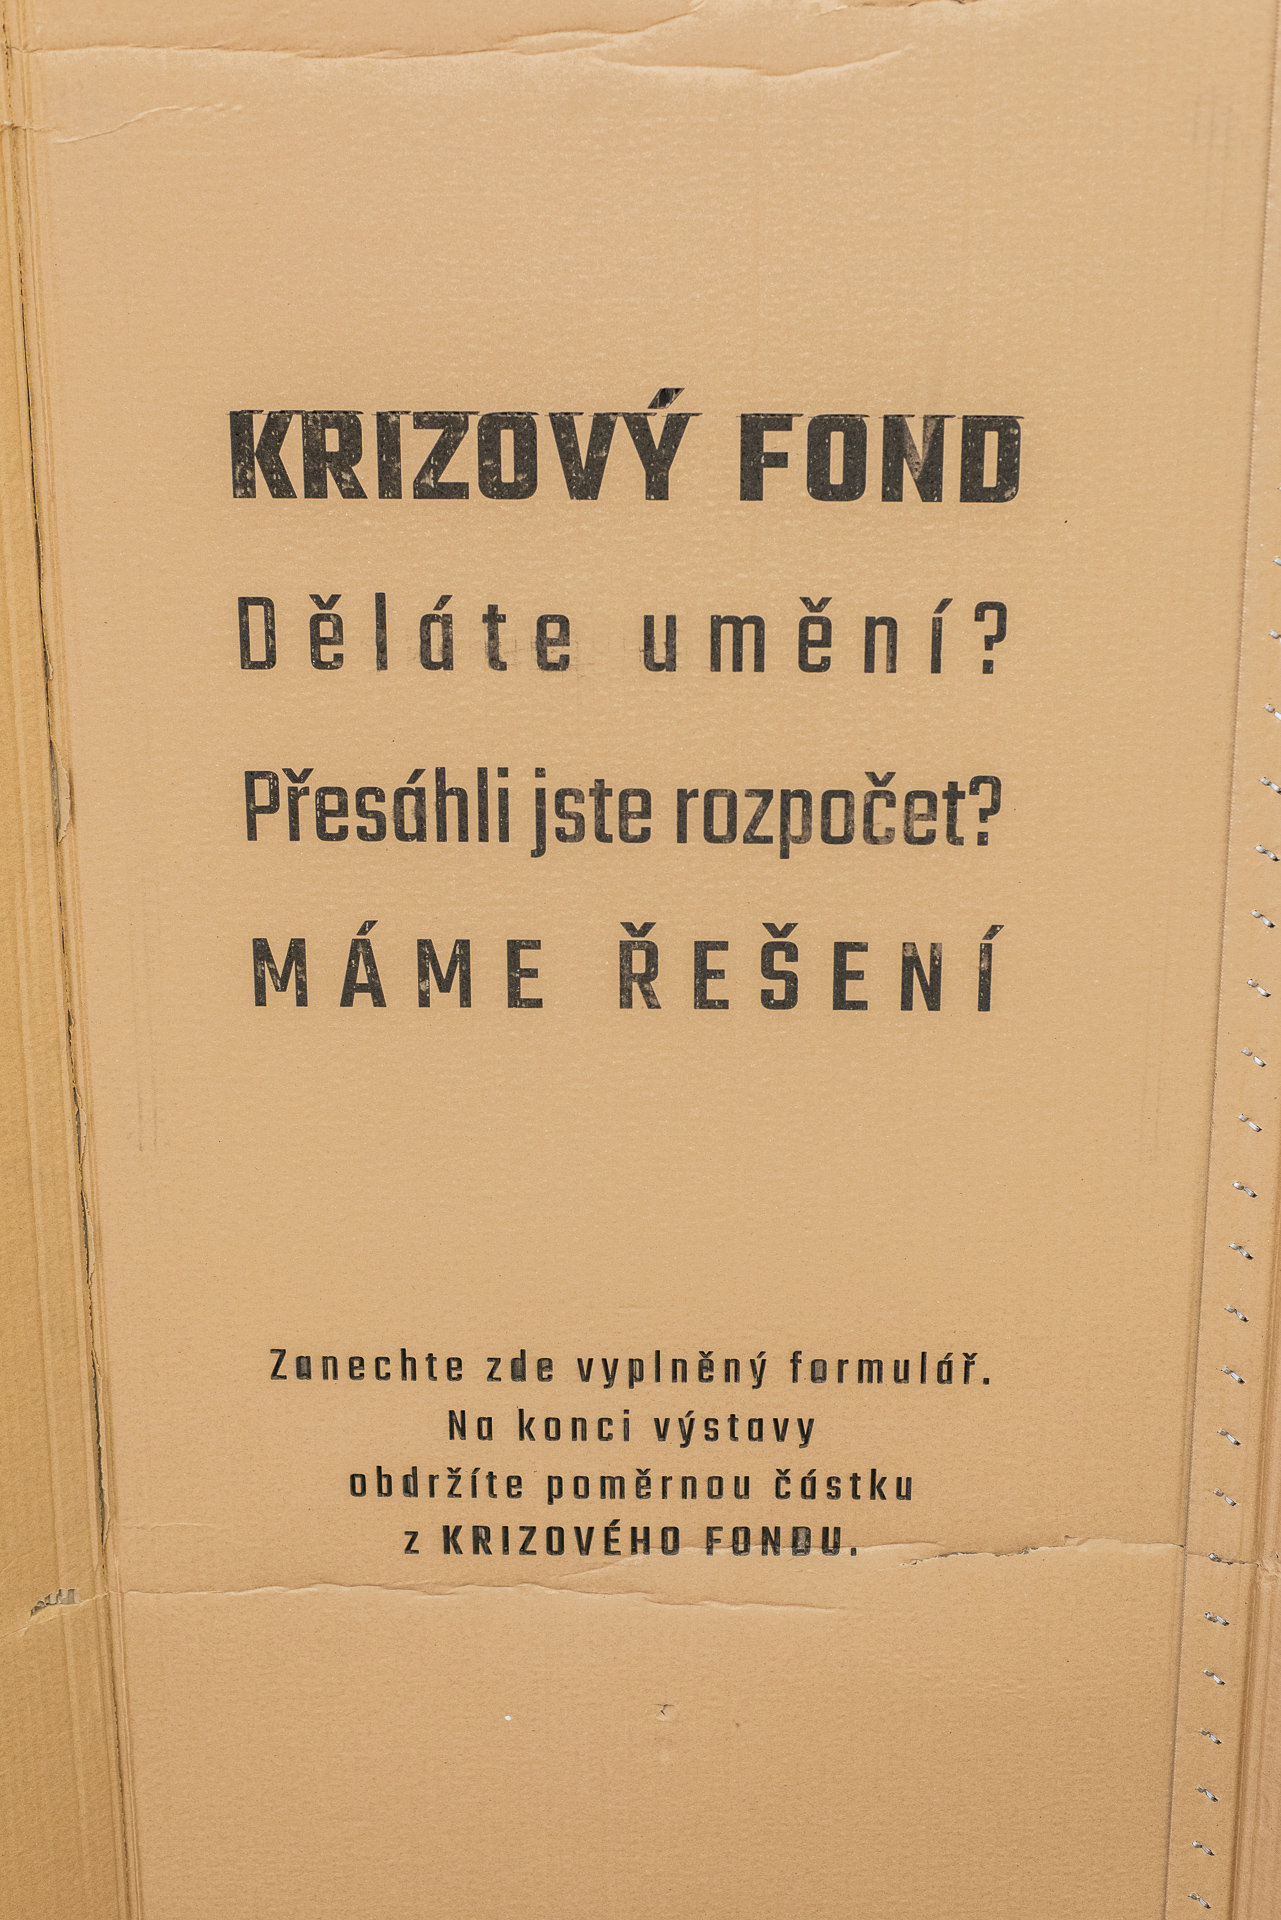 KRIZOVÝ FOND
Děláte umění?
Přesáhli jste rozpočet?
MÁME ŘEŠENÍ
Zanechte zde vyplněný formulář.
Na konci výstavy
obdržíte poměrnou částku
z KRIZOVÉHO FONDU.